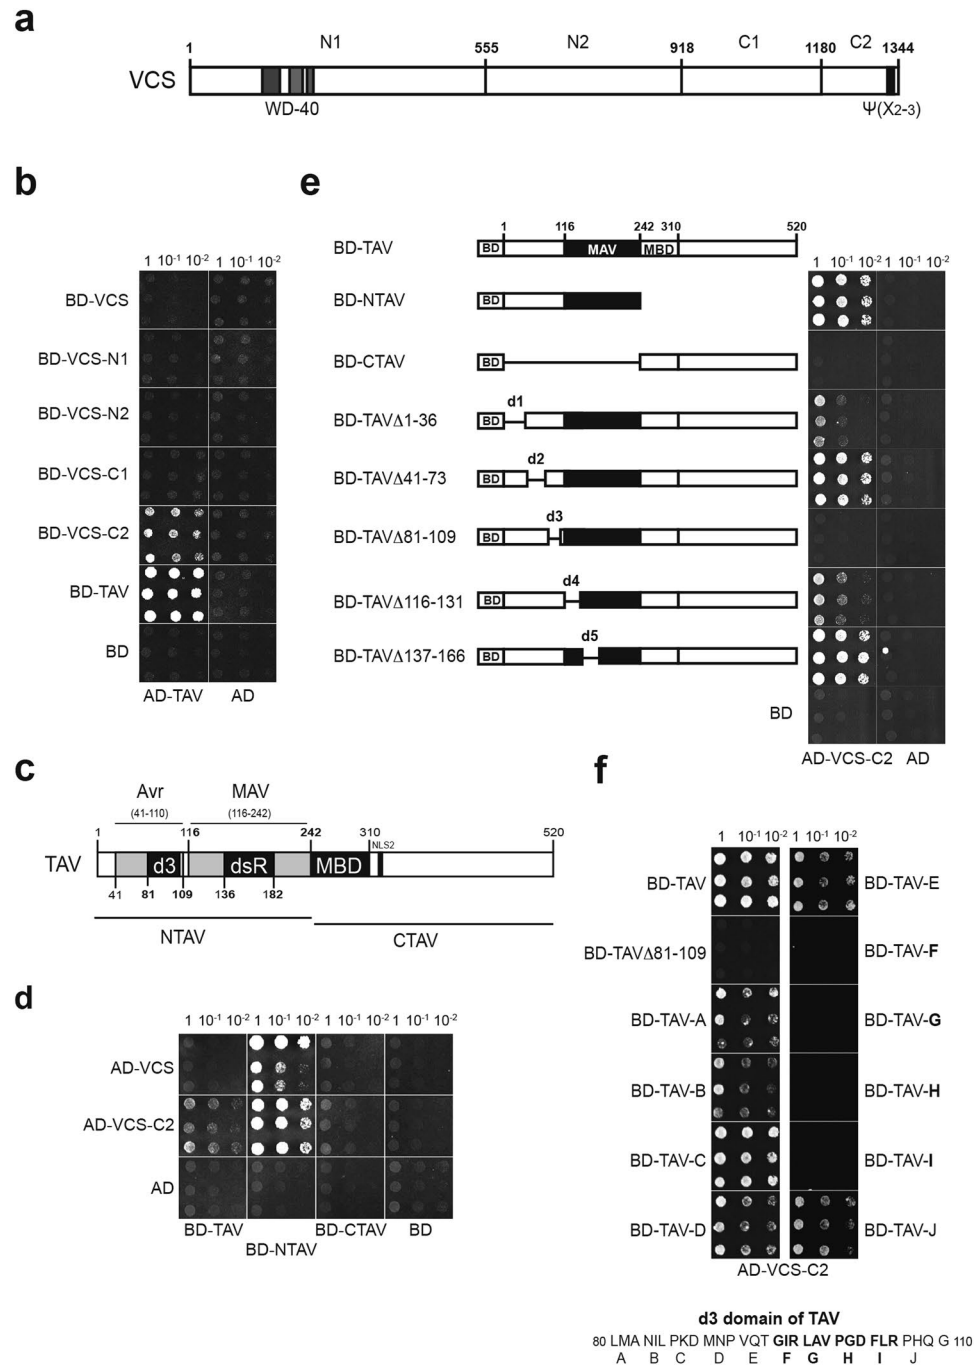 a
N1 N2 C1 C2
1 555 918 1180 1344
VCS
WD-40 Ψ(X2-3)
b
1 10-1 10-2 1 10-1 10-2
BD-VCS
BD-VCS-N1
BD-VCS-N2
BD-VCS-C1
BD-VCS-C2
BD-TAV
BD
AD-TAV AD
e
1 116 242 310 520
BD-TAV BD MAV MBD
1 10-1 10-2 1 10-1 10-2
BD-NTAV BD
BD-CTAV BD
d1
BD-TAVΔ1-36 BD
d2
BD-TAVΔ41-73 BD
d3
BD-TAVΔ81-109 BD
d4
BD-TAVΔ116-131 BD
d5
BD-TAVΔ137-166 BD
BD
AD-VCS-C2 AD
c
Avr MAV
(41-110) (116-242)
1 116 242 310 520
NLS2
TAV d3 dsR MBD
41 81 109 136 182
NTAV CTAV
d
1 10-1 10-2 1 10-1 10-2 1 10-1 10-2 1 10-1 10-2
AD-VCS
AD-VCS-C2
AD
BD-TAV BD-NTAV BD-CTAV BD
f
1 10-1 10-2 1 10-1 10-2
BD-TAV BD-TAV-E
BD-TAVΔ81-109 BD-TAV-F
BD-TAV-A BD-TAV-G
BD-TAV-B BD-TAV-H
BD-TAV-C BD-TAV-I
BD-TAV-D BD-TAV-J
AD-VCS-C2
d3 domain of TAV
80 LMA NIL PKD MNP VQT GIR LAV PGD FLR PHQ G 110
A B C D E F G H I J